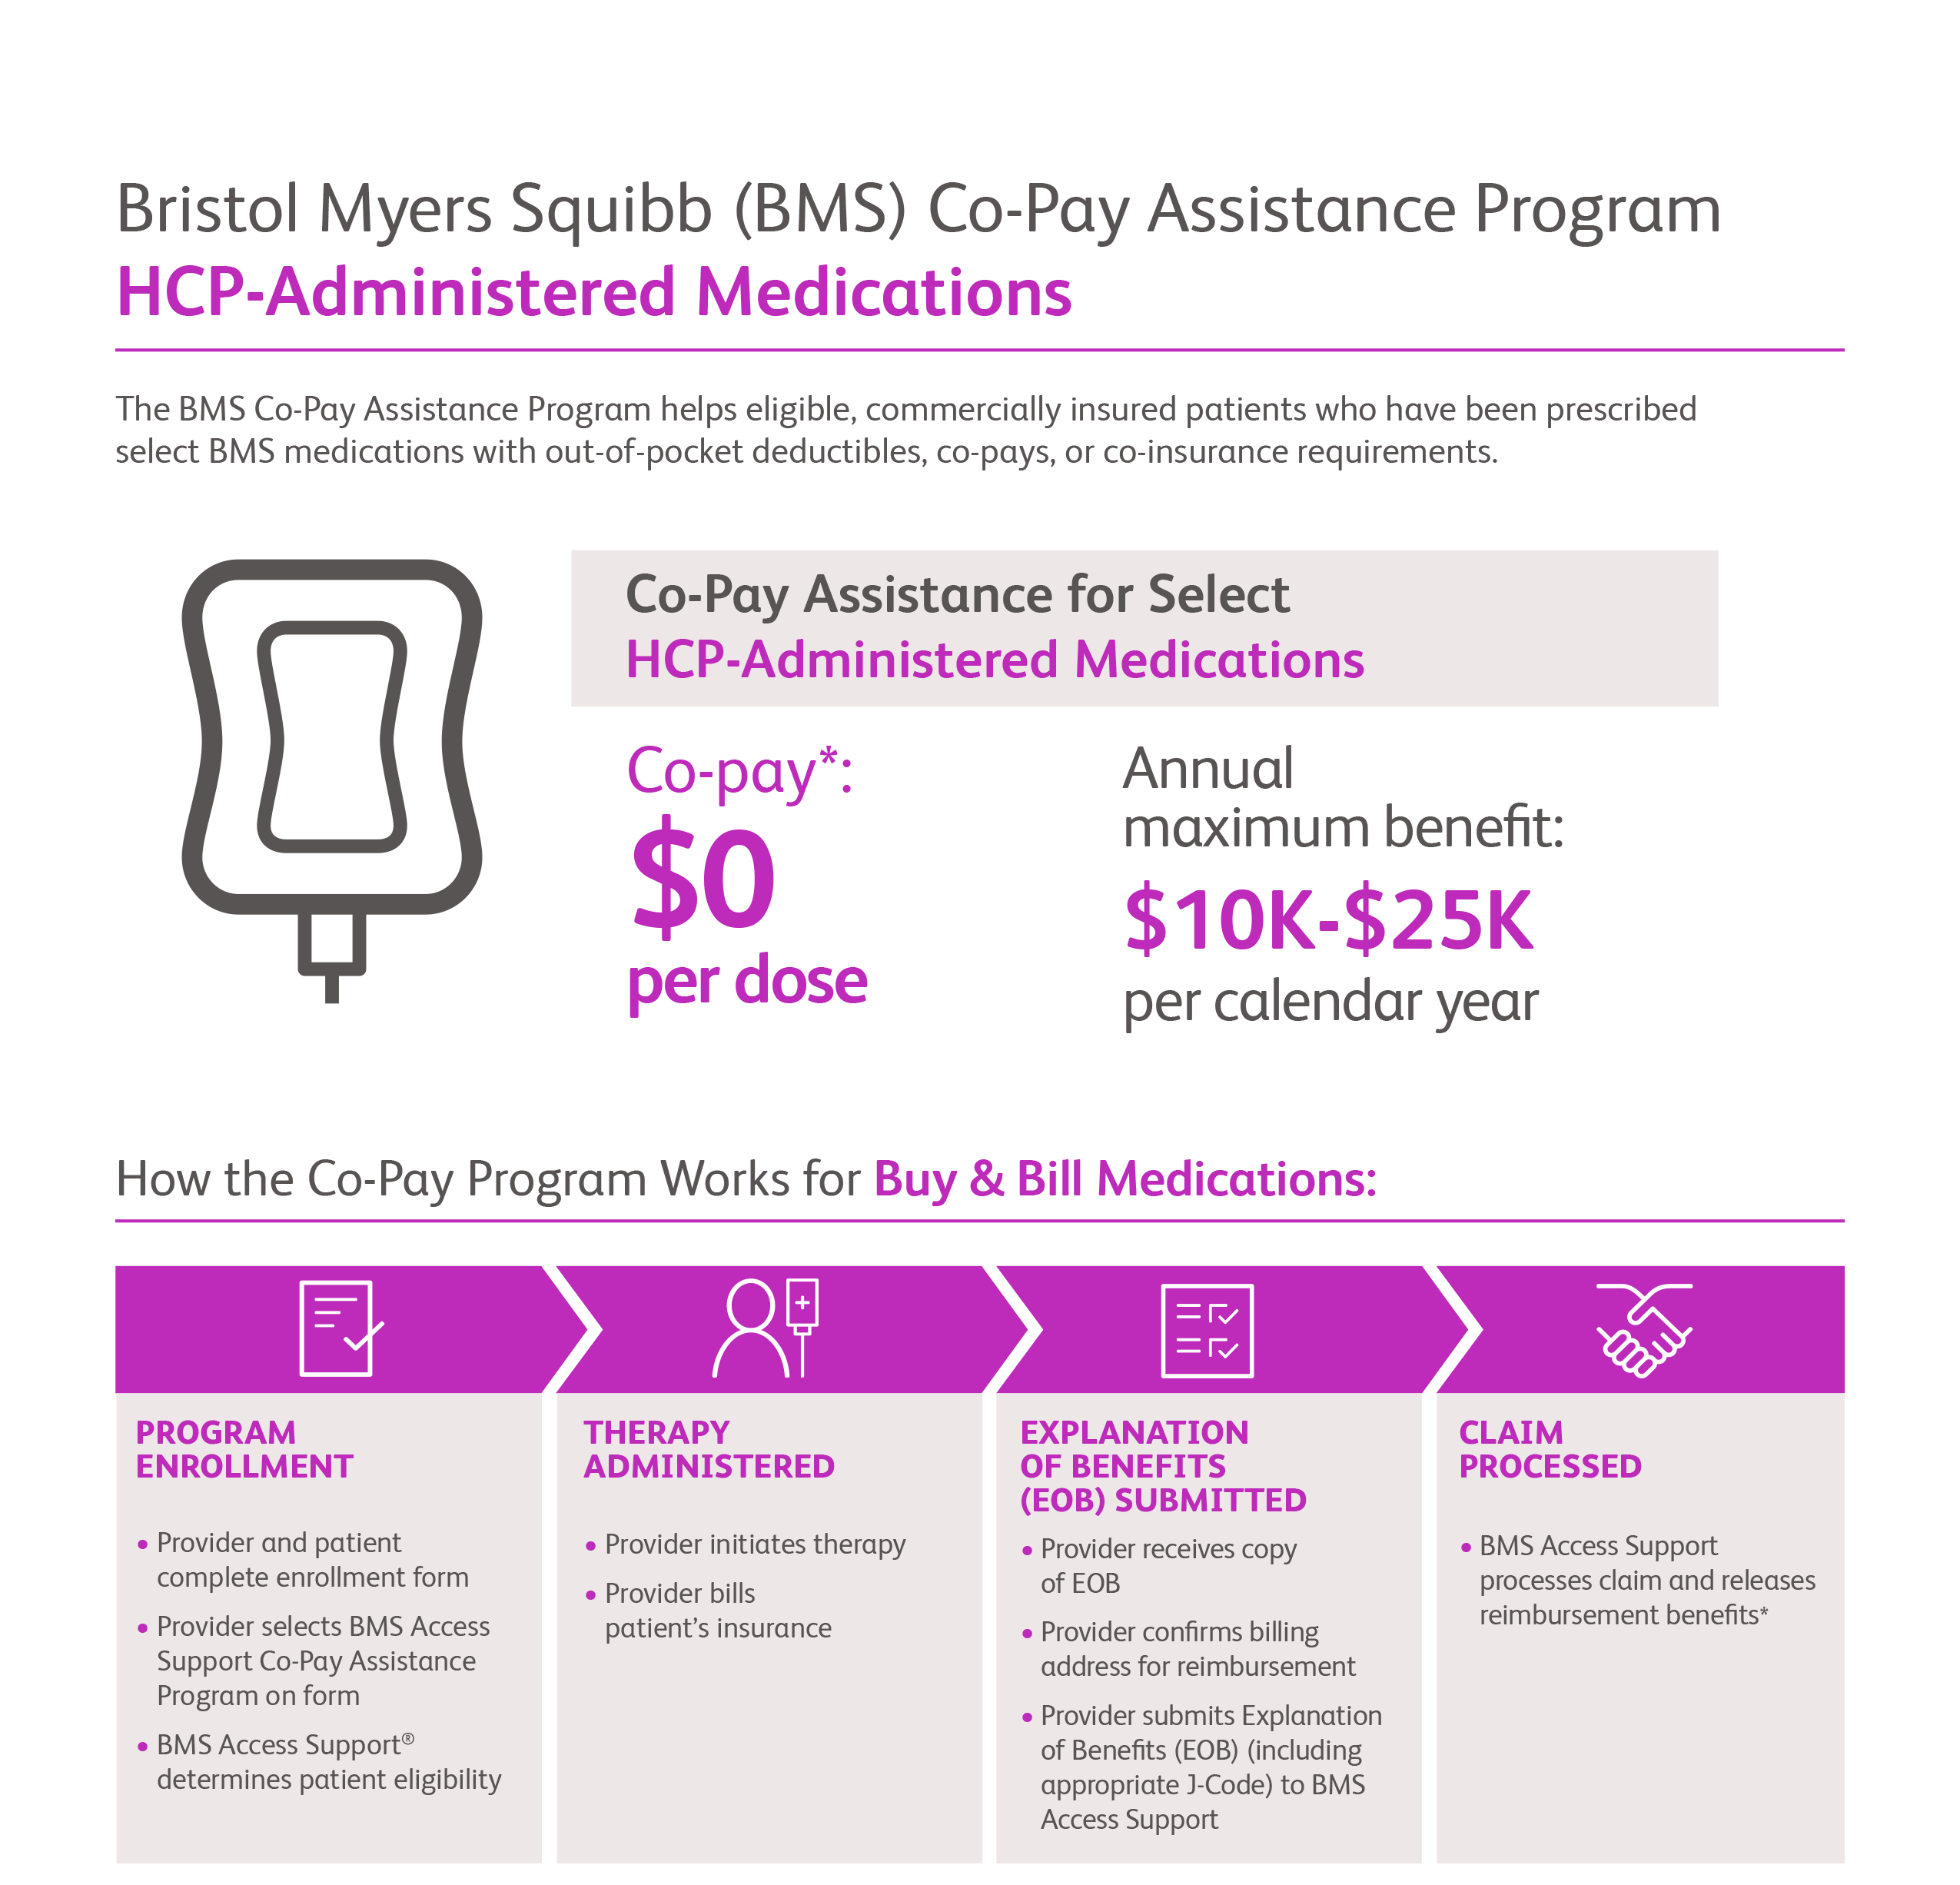 Bristol Myers Squibb (BMS) Co-Pay Assistance Program
HCP-Administered Medications
The BMS Co-Pay Assistance Program helps eligible, commercially insured patients who have been prescribed
select BMS medications with out-of-pocket deductibles, co-pays, or co-insurance requirements.
Co-Pay Assistance for Select
HCP-Administered Medications
Co-pay*:
$0
per dose
Annual
maximum benefit:
$10K-$25K
per calendar year
How the Co-Pay Program Works for Buy & Bill Medications:
PROGRAM
ENROLLMENT
• Provider and patient
complete enrollment form
• Provider selects BMS Access
Support Co-Pay Assistance
Program on form
• BMS Access Support®
determines patient eligibility
THERAPY
ADMINISTERED
• Provider initiates therapy
• Provider bills
patient’s insurance
EXPLANATION
OF BENEFITS
(EOB) SUBMITTED
• Provider receives copy
of EOB
• Provider confirms billing
address for reimbursement
• Provider submits Explanation
of Benefits (EOB) (including
appropriate J-Code) to BMS
Access Support
CLAIM
PROCESSED
• BMS Access Support
processes claim and releases
reimbursement benefits*